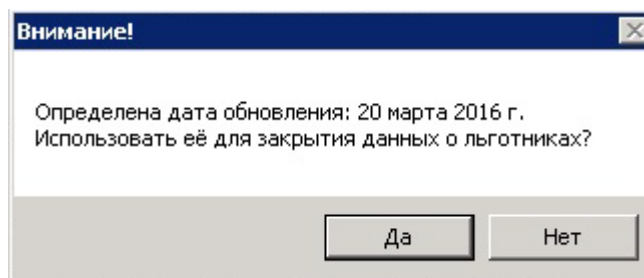 Внимание!
Определена дата обновления: 20 марта 2016 г.
Использовать её для закрытия данных о льготниках?
Да
Нет